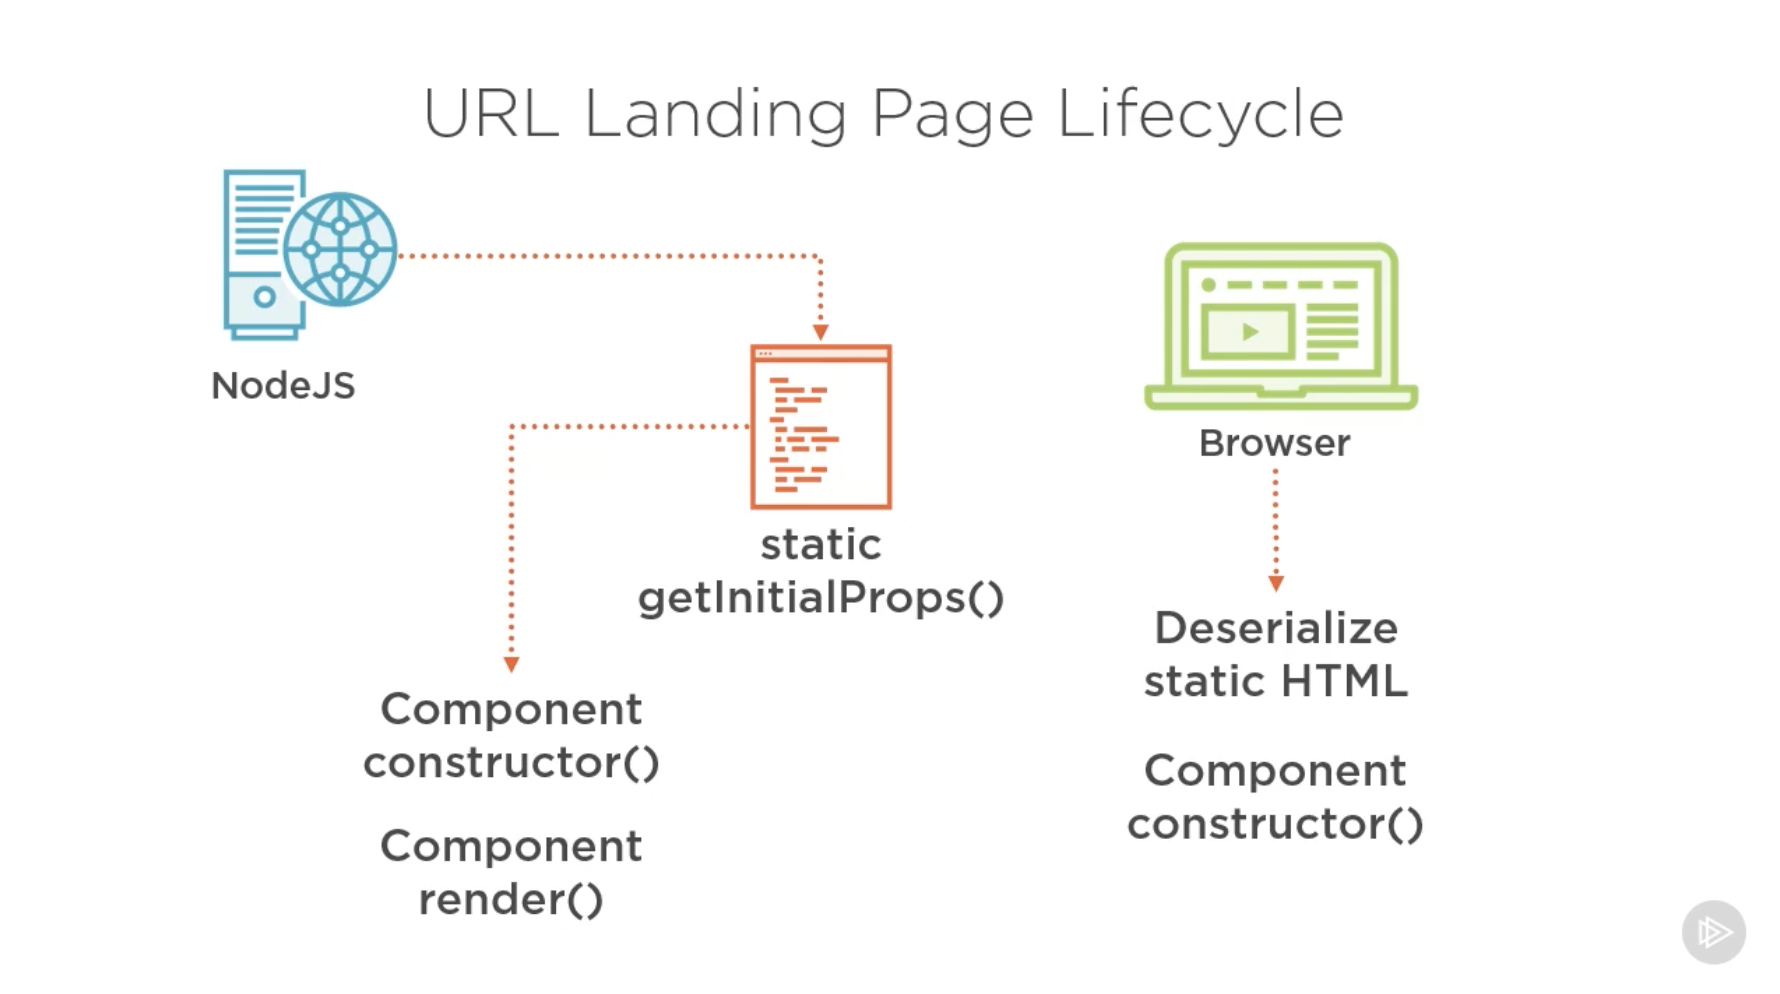 URL Landing Page Lifecycle
NodeJS
static
getInitialProps()
Component
constructor()
Component
render()
Browser
Deserialize
static HTML
Component
constructor()